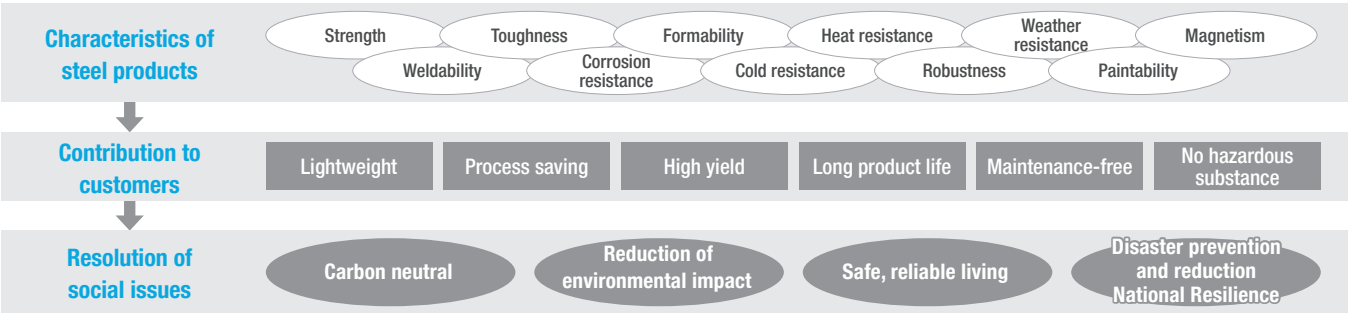 Characteristics of
steel products
Strength
Toughness
Formability
Heat resistance
Weather
resistance
Magnetism
Weldability
Corrosion
resistance
Cold resistance
Robustness
Paintability
Contribution to
customers
Lightweight
Process saving
High yield
Long product life
Maintenance-free
No hazardous
substance
Resolution of
social issues
Carbon neutral
Reduction of
environmental impact
Safe, reliable living
Disaster prevention
and reduction
National Resilience